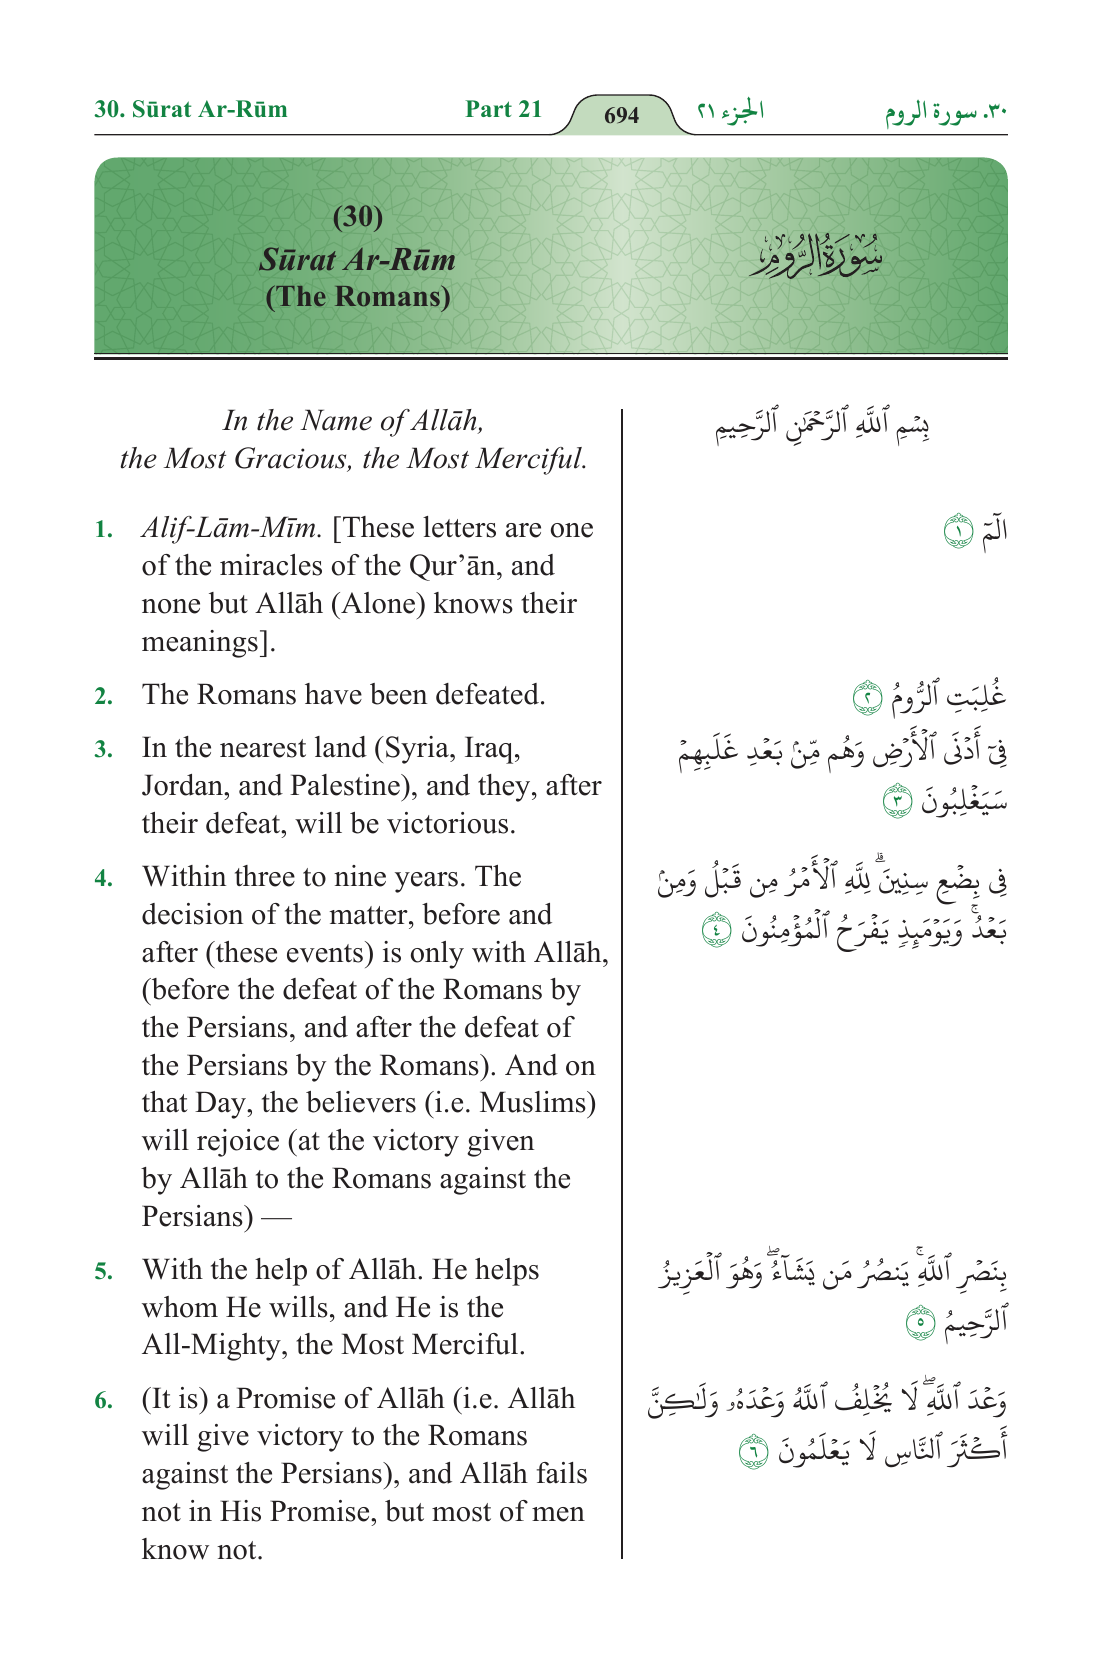 30. Sūrat Ar-Rūm
Part 21
694
الجزء ٢١
٣٠. سورة الروم
(30)
Sūrat Ar-Rūm
(The Romans)
سُورَةُ الرُّومِ
In the Name of Allāh,
the Most Gracious, the Most Merciful.
بِسْمِ ٱللَّهِ ٱلرَّحْمَٰنِ ٱلرَّحِيمِ
1. Alif-Lām-Mīm. [These letters are one
of the miracles of the Qur’ān, and
none but Allāh (Alone) knows their
meanings].
الٓمٓ ١
2. The Romans have been defeated.
غُلِبَتِ ٱلرُّومُ ٢
3. In the nearest land (Syria, Iraq,
Jordan, and Palestine), and they, after
their defeat, will be victorious.
فِىٓ أَدْنَى ٱلْأَرْضِ وَهُم مِّنۢ بَعْدِ غَلَبِهِمْ
سَيَغْلِبُونَ ٣
4. Within three to nine years. The
decision of the matter, before and
after (these events) is only with Allāh,
(before the defeat of the Romans by
the Persians, and after the defeat of
the Persians by the Romans). And on
that Day, the believers (i.e. Muslims)
will rejoice (at the victory given
by Allāh to the Romans against the
Persians) —
فِى بِضْعِ سِنِينَ ۗ لِلَّهِ ٱلْأَمْرُ مِن قَبْلُ وَمِنۢ
بَعْدُ ۚ وَيَوْمَئِذٍ يَفْرَحُ ٱلْمُؤْمِنُونَ ٤
5. With the help of Allāh. He helps
whom He wills, and He is the
All-Mighty, the Most Merciful.
بِنَصْرِ ٱللَّهِ ۚ يَنصُرُ مَن يَشَآءُ ۖ وَهُوَ ٱلْعَزِيزُ
ٱلرَّحِيمُ ٥
6. (It is) a Promise of Allāh (i.e. Allāh
will give victory to the Romans
against the Persians), and Allāh fails
not in His Promise, but most of men
know not.
وَعْدَ ٱللَّهِ ۖ لَا يُخْلِفُ ٱللَّهُ وَعْدَهُۥ وَلَٰكِنَّ
أَكْثَرَ ٱلنَّاسِ لَا يَعْلَمُونَ ٦